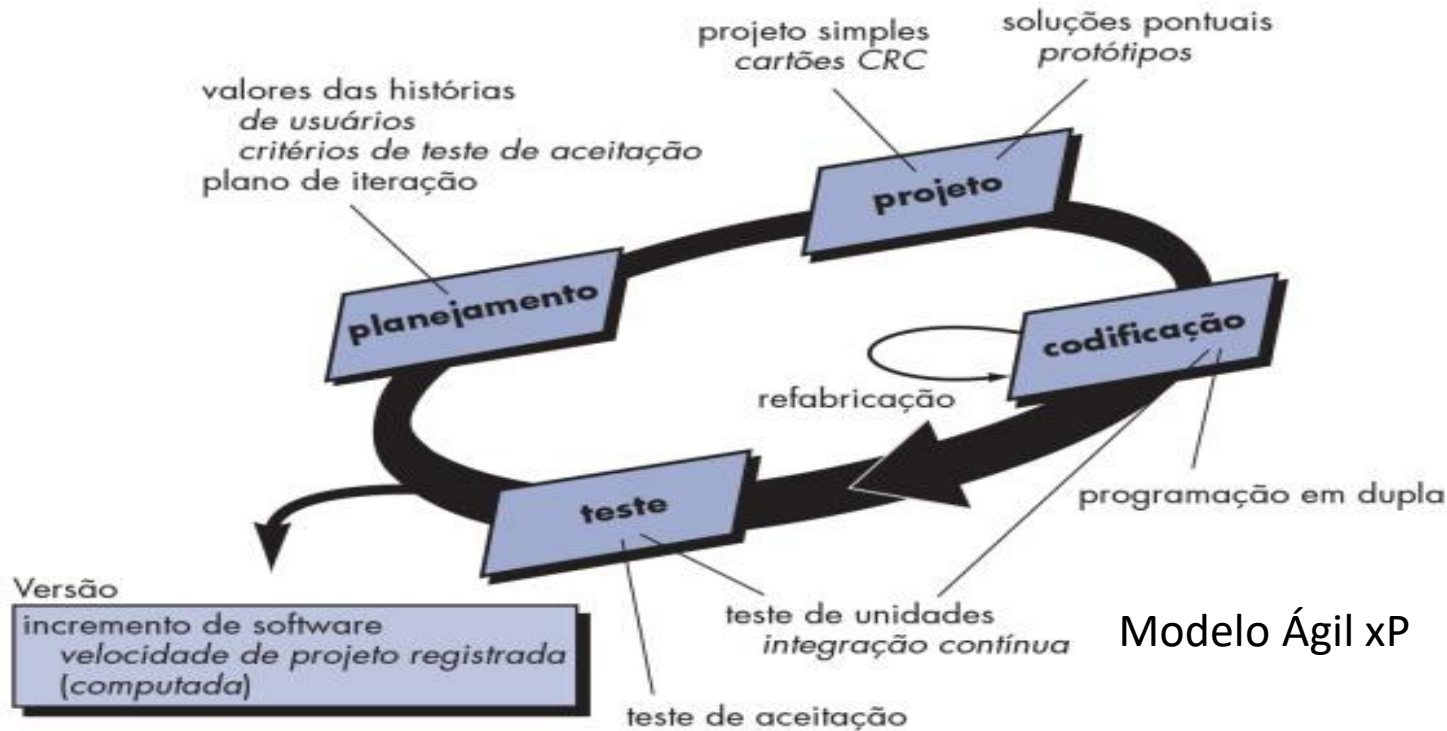 projeto simples
cartões CRC
soluções pontuais
protótipos
valores das histórias
de usuários
critérios de teste de aceitação
plano de iteração
projeto
planejamento
codificação
refabricação
programação em dupla
teste
Versão
incremento de software
velocidade de projeto registrada
(computada)
teste de unidades
integração contínua
Modelo Ágil xP
teste de aceitação